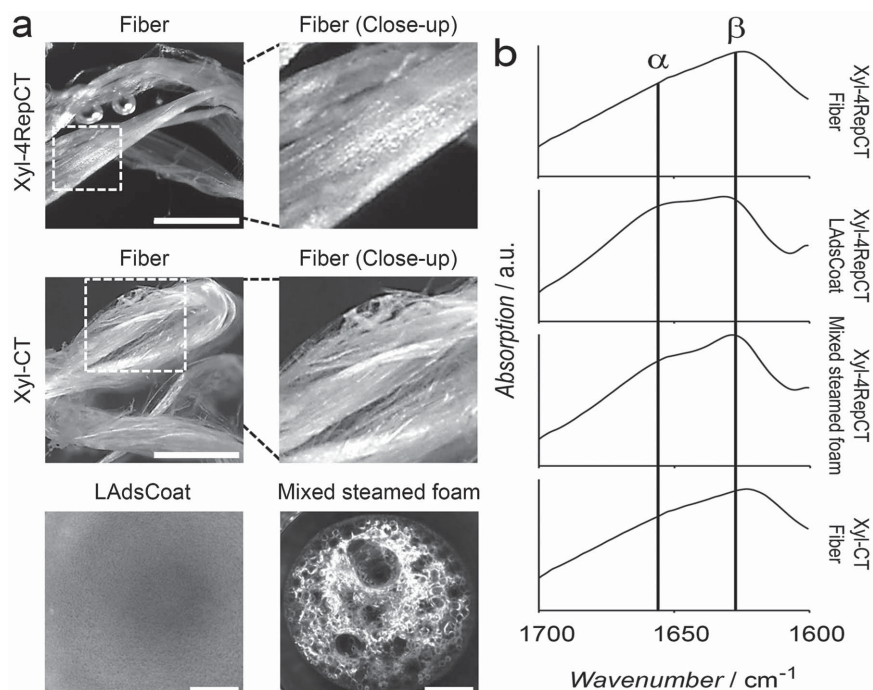 a
Fiber
Fiber (Close-up)
Xyl-4RepCT
Fiber
Fiber (Close-up)
Xyl-CT
LAdsCoat
Mixed steamed foam
b
α
β
Xyl-4RepCT
Fiber
Xyl-4RepCT
LAdsCoat
Xyl-4RepCT
Mixed steamed foam
Xyl-CT
Fiber
Absorption / a.u.
1700
1650
1600
Wavenumber / cm⁻¹